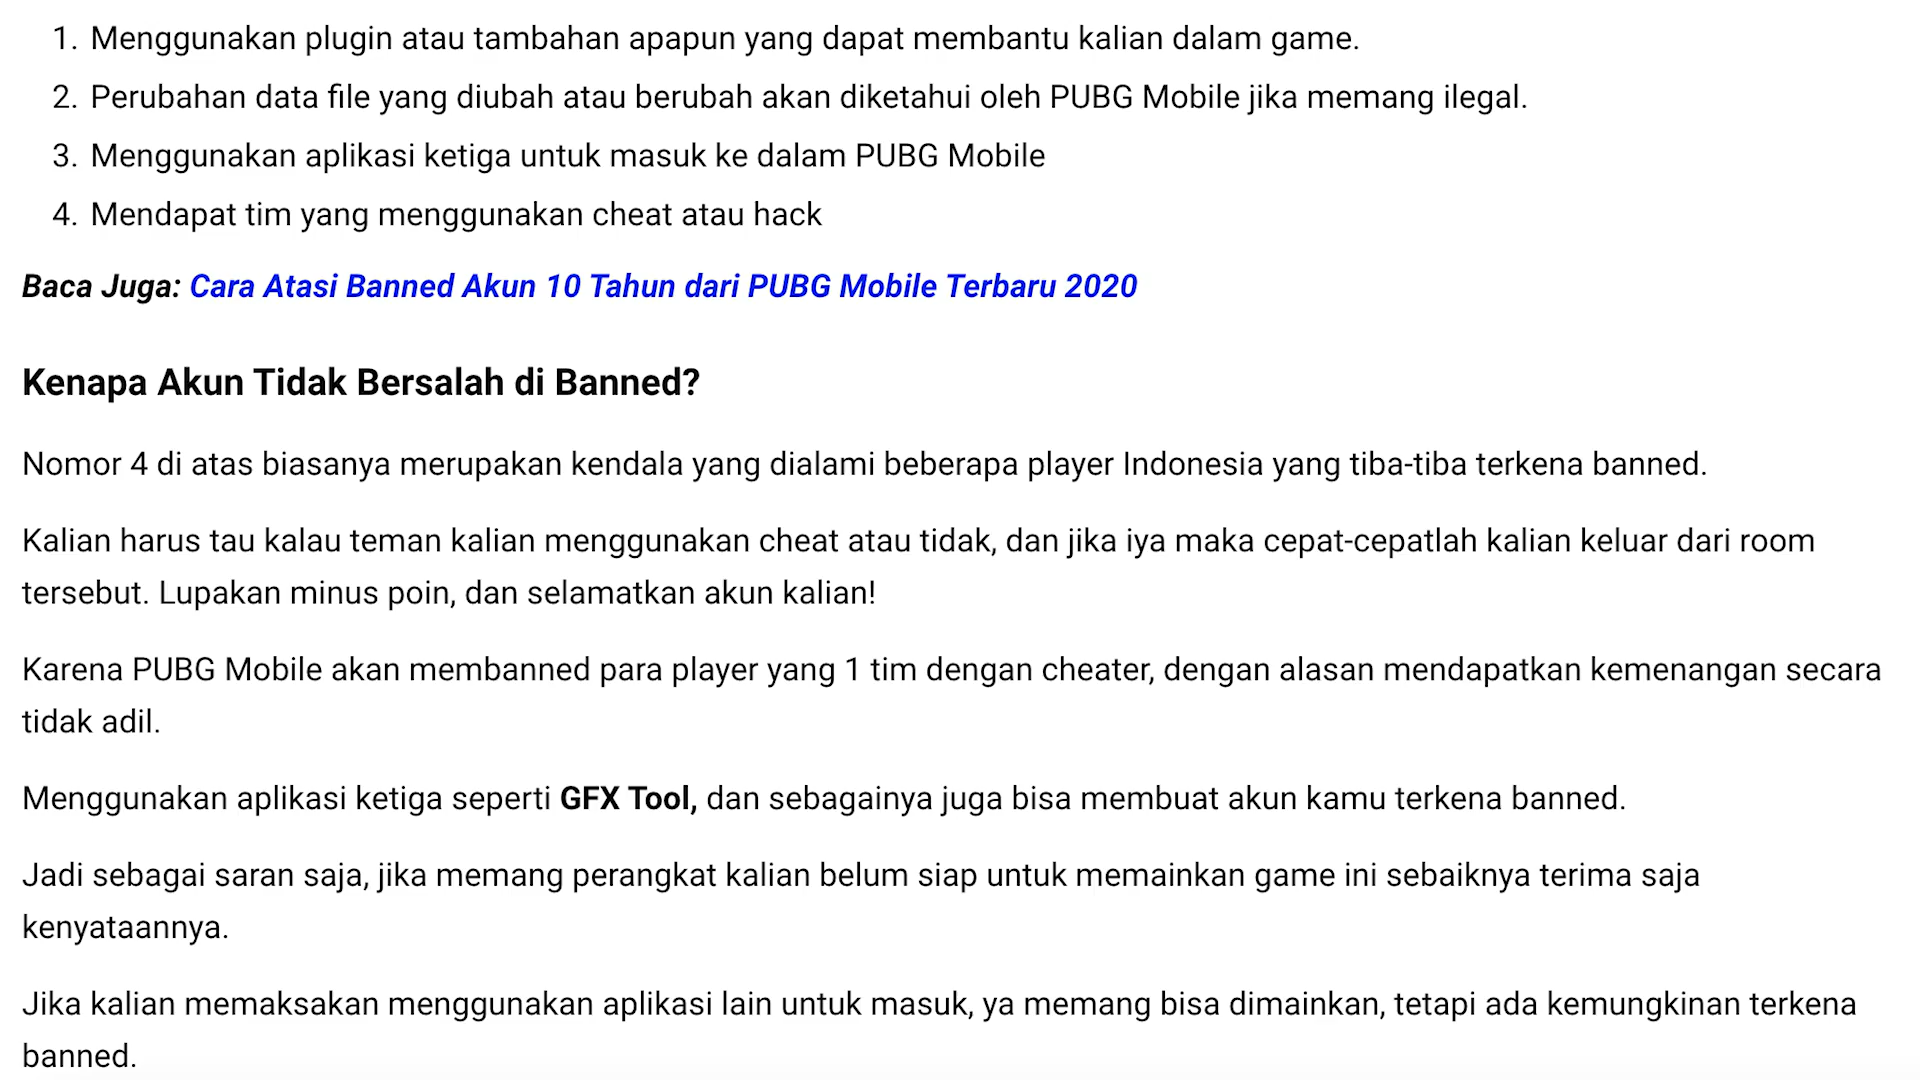 1. Menggunakan plugin atau tambahan apapun yang dapat membantu kalian dalam game.
2. Perubahan data file yang diubah atau berubah akan diketahui oleh PUBG Mobile jika memang ilegal.
3. Menggunakan aplikasi ketiga untuk masuk ke dalam PUBG Mobile
4. Mendapat tim yang menggunakan cheat atau hack
Baca Juga: Cara Atasi Banned Akun 10 Tahun dari PUBG Mobile Terbaru 2020
Kenapa Akun Tidak Bersalah di Banned?
Nomor 4 di atas biasanya merupakan kendala yang dialami beberapa player Indonesia yang tiba-tiba terkena banned.
Kalian harus tau kalau teman kalian menggunakan cheat atau tidak, dan jika iya maka cepat-cepatlah kalian keluar dari room
tersebut. Lupakan minus poin, dan selamatkan akun kalian!
Karena PUBG Mobile akan membanned para player yang 1 tim dengan cheater, dengan alasan mendapatkan kemenangan secara
tidak adil.
Menggunakan aplikasi ketiga seperti GFX Tool, dan sebagainya juga bisa membuat akun kamu terkena banned.
Jadi sebagai saran saja, jika memang perangkat kalian belum siap untuk memainkan game ini sebaiknya terima saja
kenyataannya.
Jika kalian memaksakan menggunakan aplikasi lain untuk masuk, ya memang bisa dimainkan, tetapi ada kemungkinan terkena
banned.